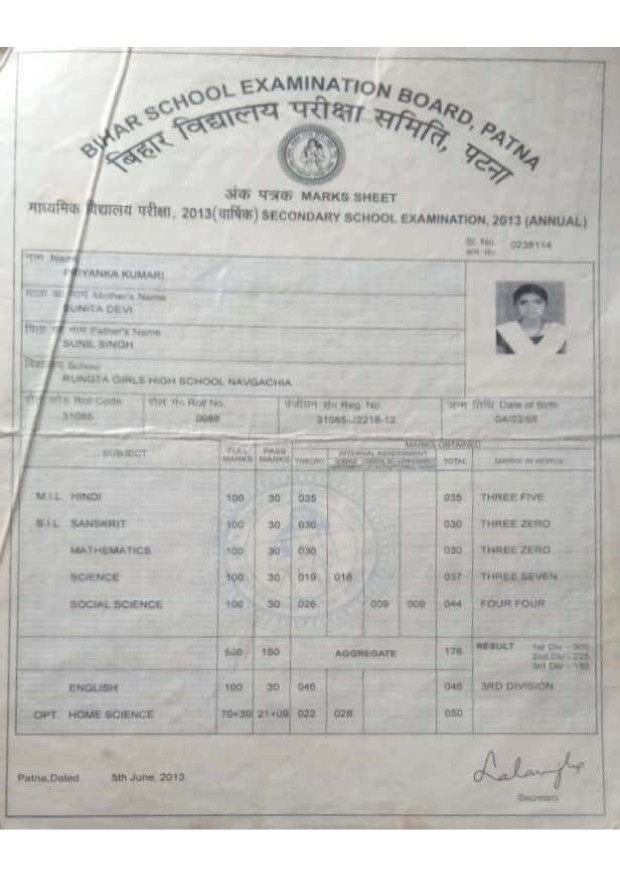 BIHAR SCHOOL EXAMINATION BOARD, PATNA
बिहार विद्यालय परीक्षा समिति, पटना
अंक पत्रक MARKS SHEET
माध्यमिक विद्यालय परीक्षा, 2013(वार्षिक) SECONDARY SCHOOL EXAMINATION, 2013 (ANNUAL)
Sl. No. 0238114
नाम Name
PRIYANKA KUMARI
माता का नाम Mother's Name
SUNITA DEVI
पिता का नाम Father's Name
SUNIL SINGH
विद्यालय School
RUNGTA GIRLS HIGH SCHOOL NAVGACHIA
रोल कोड Roll Code रोल सं० Roll No. पंजीयन सं० Reg. No. जन्म तिथि Date of Birth
31085 0088 2218-12
MARKS OBTAINED
SUBJECT FULL MARKS PASS MARKS THEORY INTERNAL ASSESSMENT TOTAL MARKS IN WORDS
M.I.L. HINDI 100 30 035 035 THREE FIVE
S.I.L SANSKRIT 100 30 030 030 THREE ZERO
MATHEMATICS 100 30 030 030 THREE ZERO
SCIENCE 100 30 019 018 037 THREE SEVEN
SOCIAL SCIENCE 100 30 026 009 009 044 FOUR FOUR
500 150 AGGREGATE 176 RESULT 1st Div - 300
2nd Div - 225
3rd Div - 150
ENGLISH 100 30 046 046 3RD DIVISION
OPT. HOME SCIENCE 70+30 21+09 022 028 050
Patna,Dated 5th June, 2013
Secretary